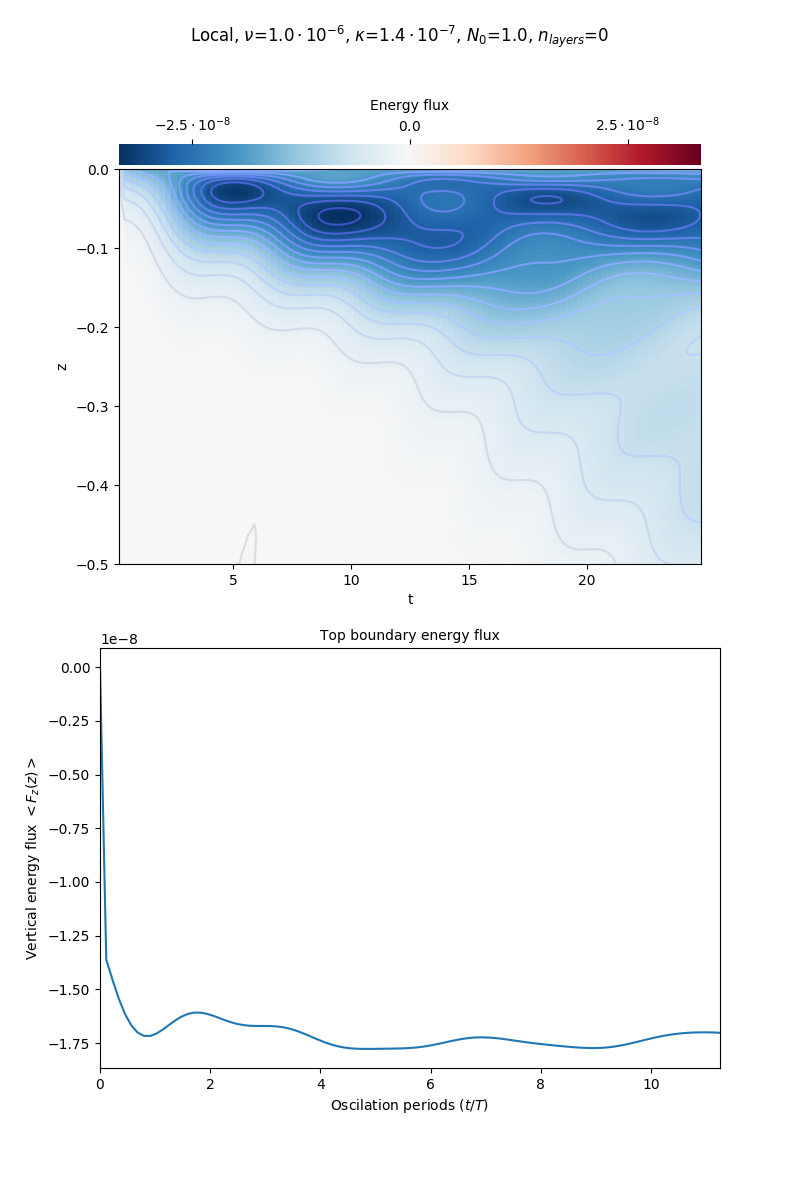 Local, ν=1.0 · 10⁻⁶, κ=1.4 · 10⁻⁷, N₀=1.0, n_layers=0
Energy flux
−2.5 · 10⁻⁸ 0.0 2.5 · 10⁻⁸
0.0
−0.1
−0.2
z
−0.3
−0.4
−0.5
5 10 15 20
t
1e−8
Top boundary energy flux
0.00
−0.25
−0.50
−0.75
−1.00
−1.25
−1.50
−1.75
Vertical energy flux < F_z(z) >
0 2 4 6 8 10
Oscilation periods (t/T)